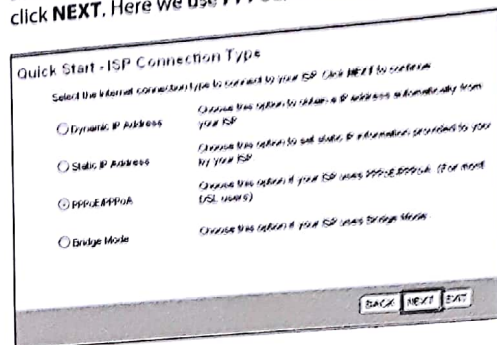 click NEXT. Here we use
Quick Start - ISP Connection Type
Select the Internet connection type to connect to your ISP. Click NEXT to continue.
Dynamic IP Address
Choose this option to obtain a IP address automatically from
your ISP
Static IP Address
Choose this option to set static IP information provided to you
by your ISP
PPPoE/PPPoA
Choose this option if your ISP uses PPPoE/PPPoA. (For most
DSL users)
Bridge Mode
Choose this option if your ISP uses Bridge Mode.
BACK NEXT EXIT